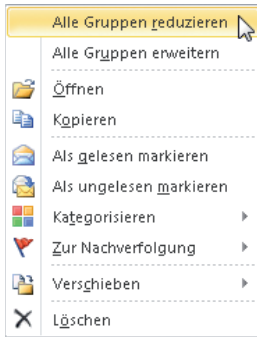 Alle Gruppen reduzieren
Alle Gruppen erweitern
Öffnen
Kopieren
Als gelesen markieren
Als ungelesen markieren
Kategorisieren
Zur Nachverfolgung
Verschieben
Löschen